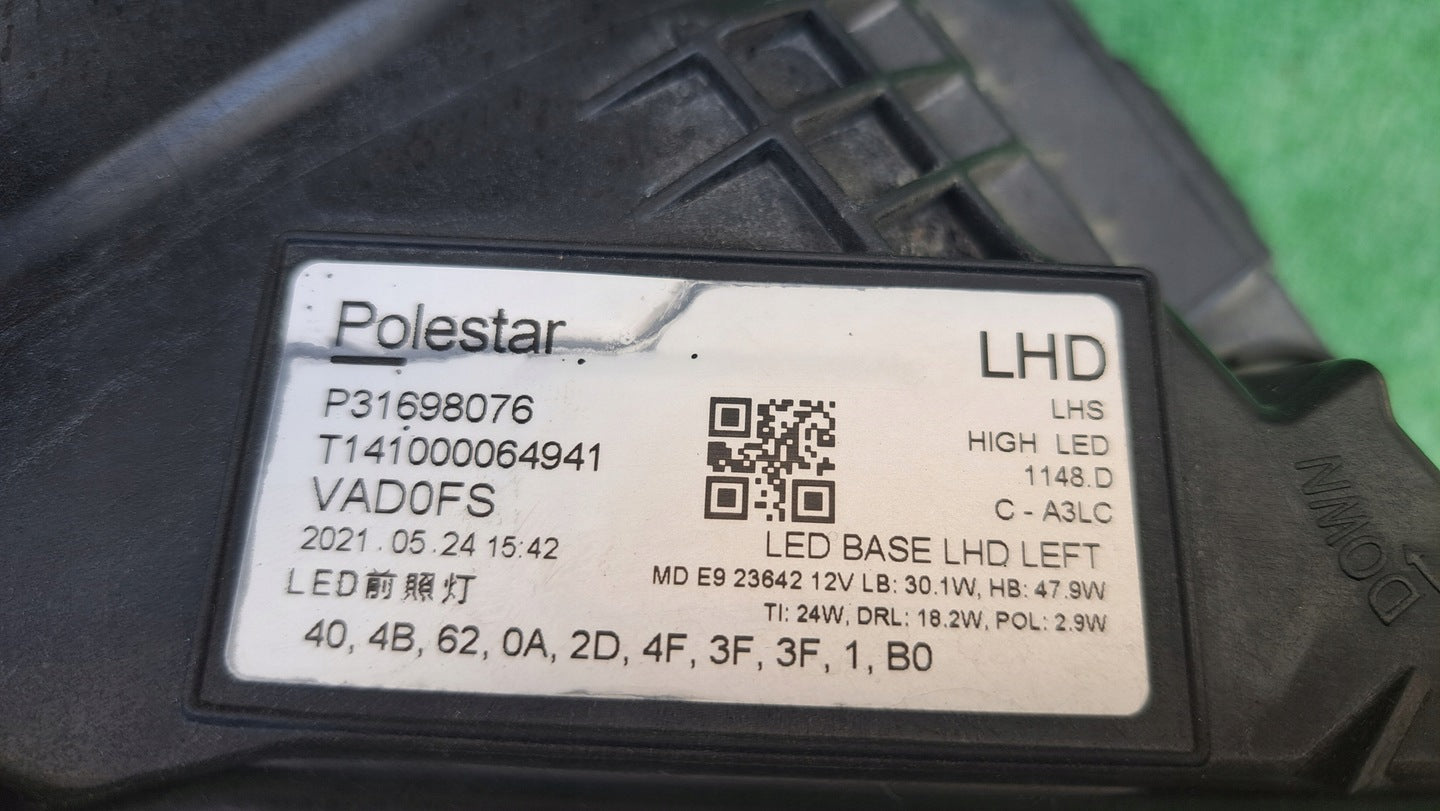 Polestar
P31698076
T141000064941
VAD0FS
2021.05.24 15:42
LED前照灯
40, 4B, 62, 0A, 2D, 4F, 3F, 3F, 1, B0
LHD
LHS
HIGH LED
1148.D
C - A3LC
LED BASE LHD LEFT
MD E9 23642 12V LB: 30.1W, HB: 47.9W
TI: 24W, DRL: 18.2W, POL: 2.9W
DOWN